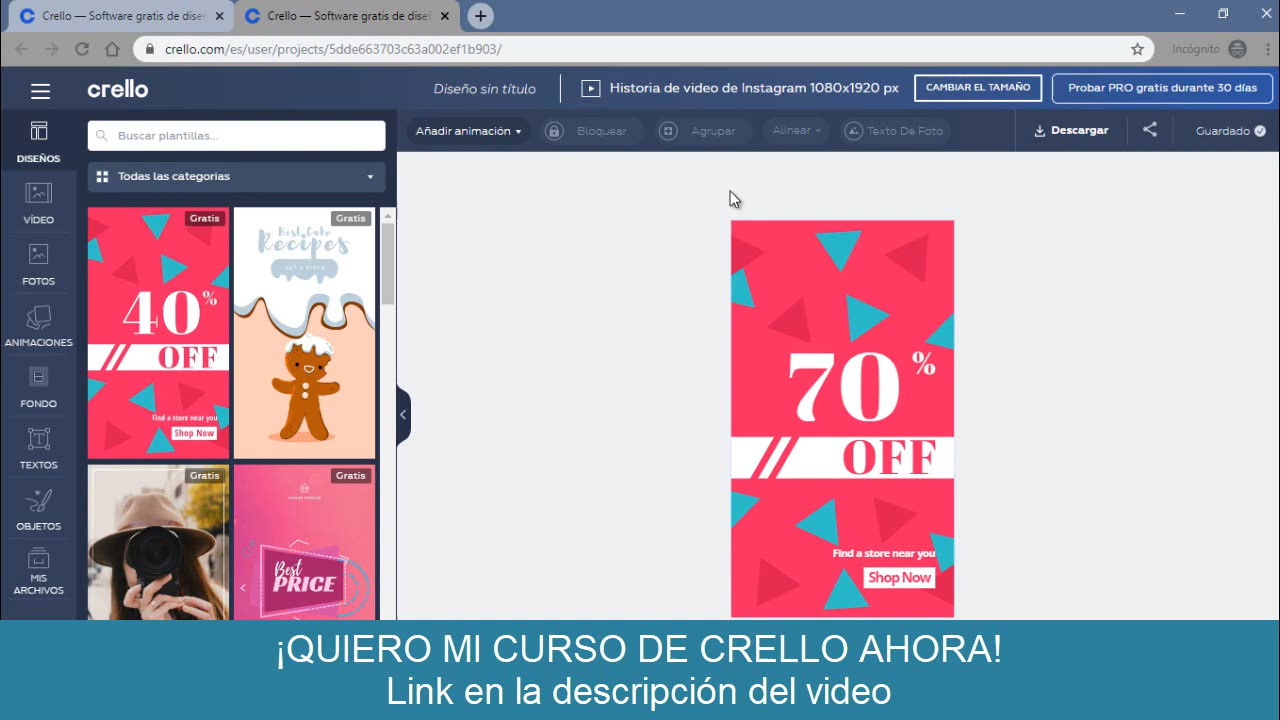 Crello — Software gratis de diseñ
Crello — Software gratis de diseñ
crello.com/es/user/projects/5dde663703c63a002ef1b903/
Incógnito
crello
Diseño sin título
Historia de video de Instagram 1080x1920 px
CAMBIAR EL TAMAÑO
Probar PRO gratis durante 30 días
DISEÑOS
VÍDEO
FOTOS
ANIMACIONES
FONDO
TEXTOS
OBJETOS
MIS
ARCHIVOS
Buscar plantillas...
Todas las categorias
Añadir animación
Bloquear
Agrupar
Alinear
Texto De Foto
Descargar
Guardado
Gratis
40%
OFF
Find a store near you
Shop Now
Gratis
Best Cake
Recipes
GET A PIECE
Gratis
Gratis
Best
PRICE
70%
OFF
Find a store near you
Shop Now
¡QUIERO MI CURSO DE CRELLO AHORA!
Link en la descripción del video